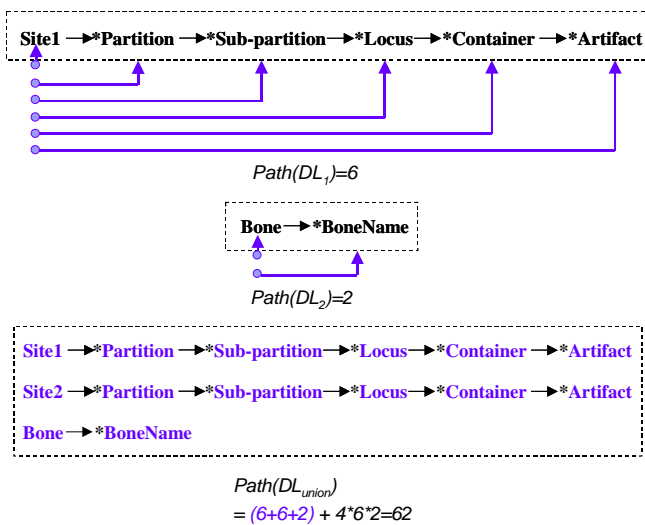 Site1 →*Partition →*Sub-partition→*Locus→*Container →*Artifact
Path(DL₁)=6
Bone→*BoneName
Path(DL₂)=2
Site1 →*Partition →*Sub-partition→*Locus→*Container →*Artifact
Site2 →*Partition →*Sub-partition→*Locus→*Container →*Artifact
Bone→*BoneName
Path(DLunion)
= (6+6+2) + 4*6*2=62